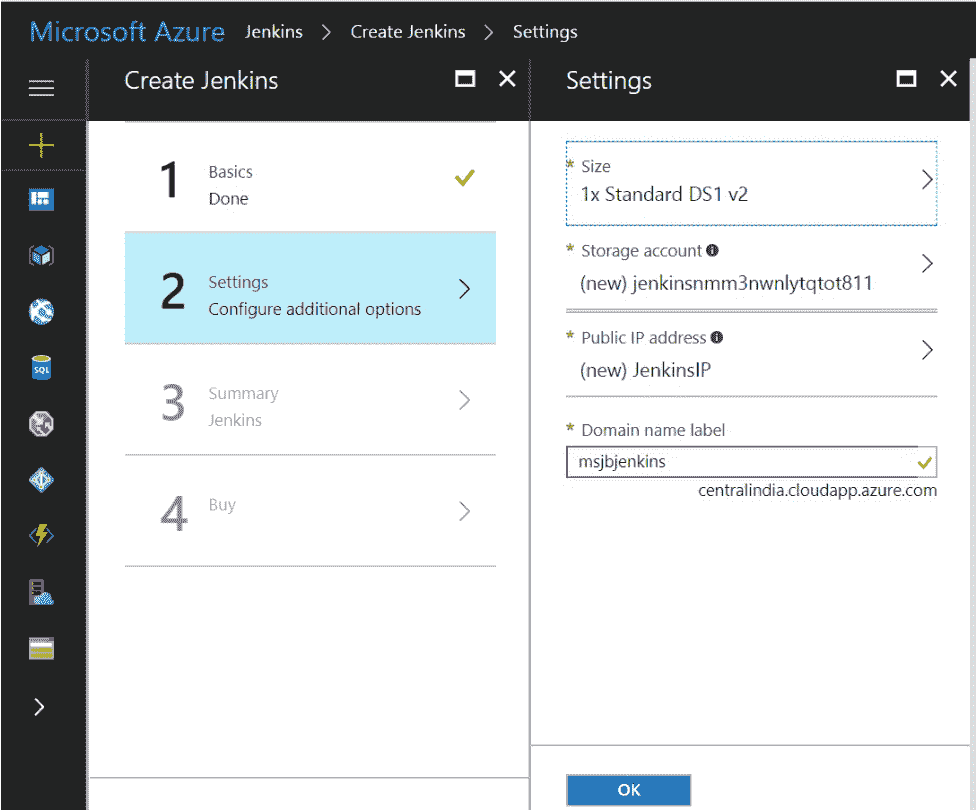 Microsoft Azure Jenkins > Create Jenkins > Settings
Create Jenkins
1
Basics
Done
2
Settings
Configure additional options
3
Summary
Jenkins
4
Buy
SQL
Settings
* Size
1x Standard DS1 v2
* Storage account
(new) jenkinsnmm3nwnlytqtot811
* Public IP address
(new) JenkinsIP
* Domain name label
msjbjenkins
centralindia.cloudapp.azure.com
OK